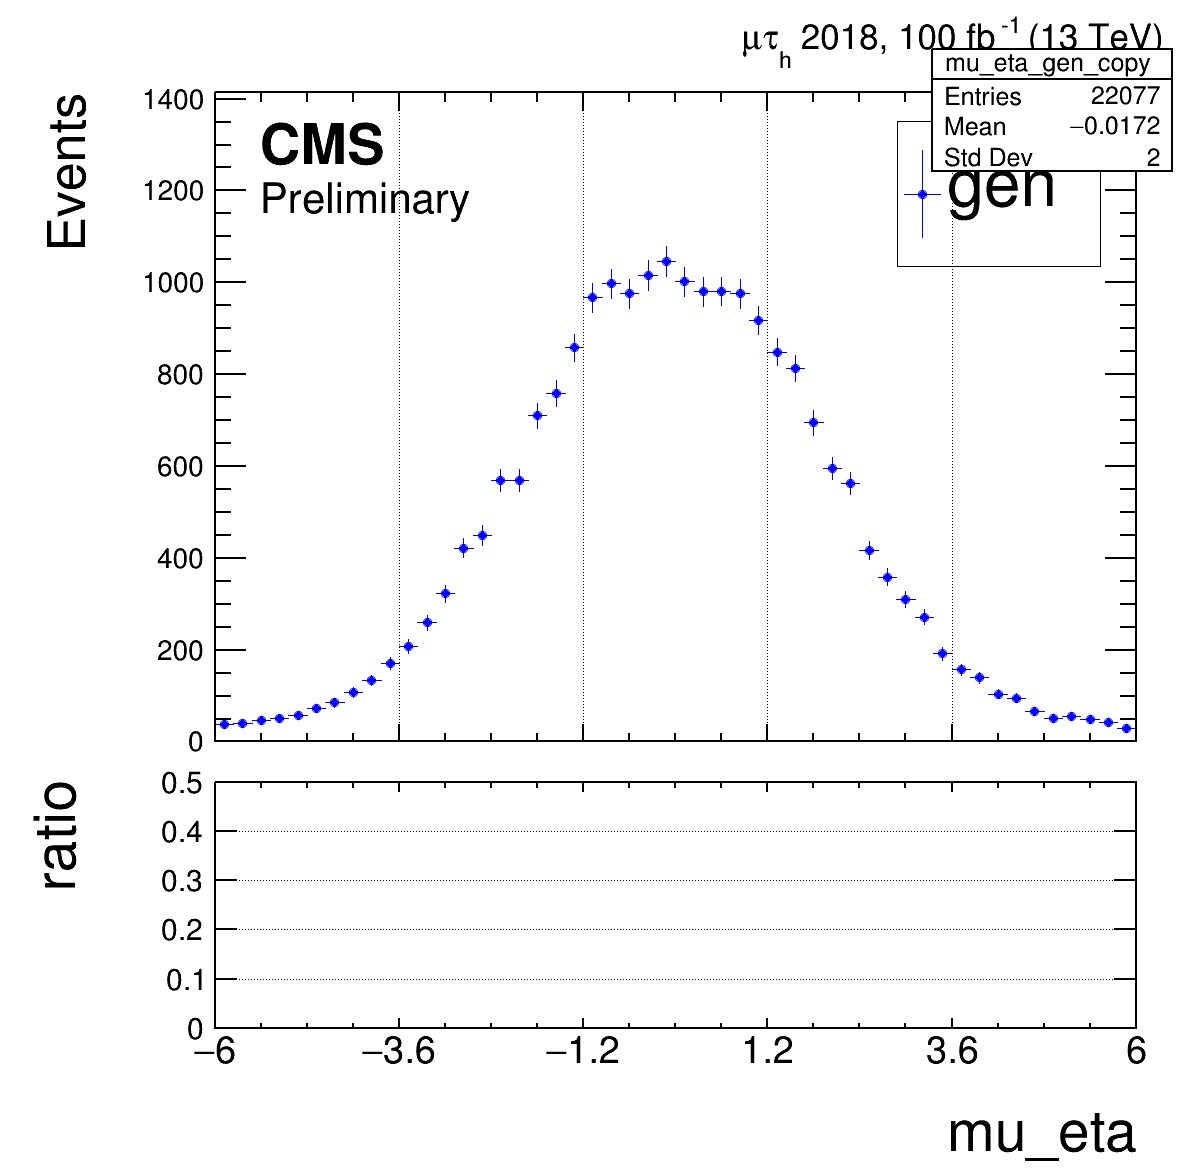 μτh 2018, 100 fb-1 (13 TeV)
mu_eta_gen_copy
Entries 22077
Mean −0.0172
Std Dev 2
CMS
Preliminary
gen
Events
1400
1200
1000
800
600
400
200
0
ratio
0.5
0.4
0.3
0.2
0.1
0
−6 −3.6 −1.2 1.2 3.6 6
mu_eta